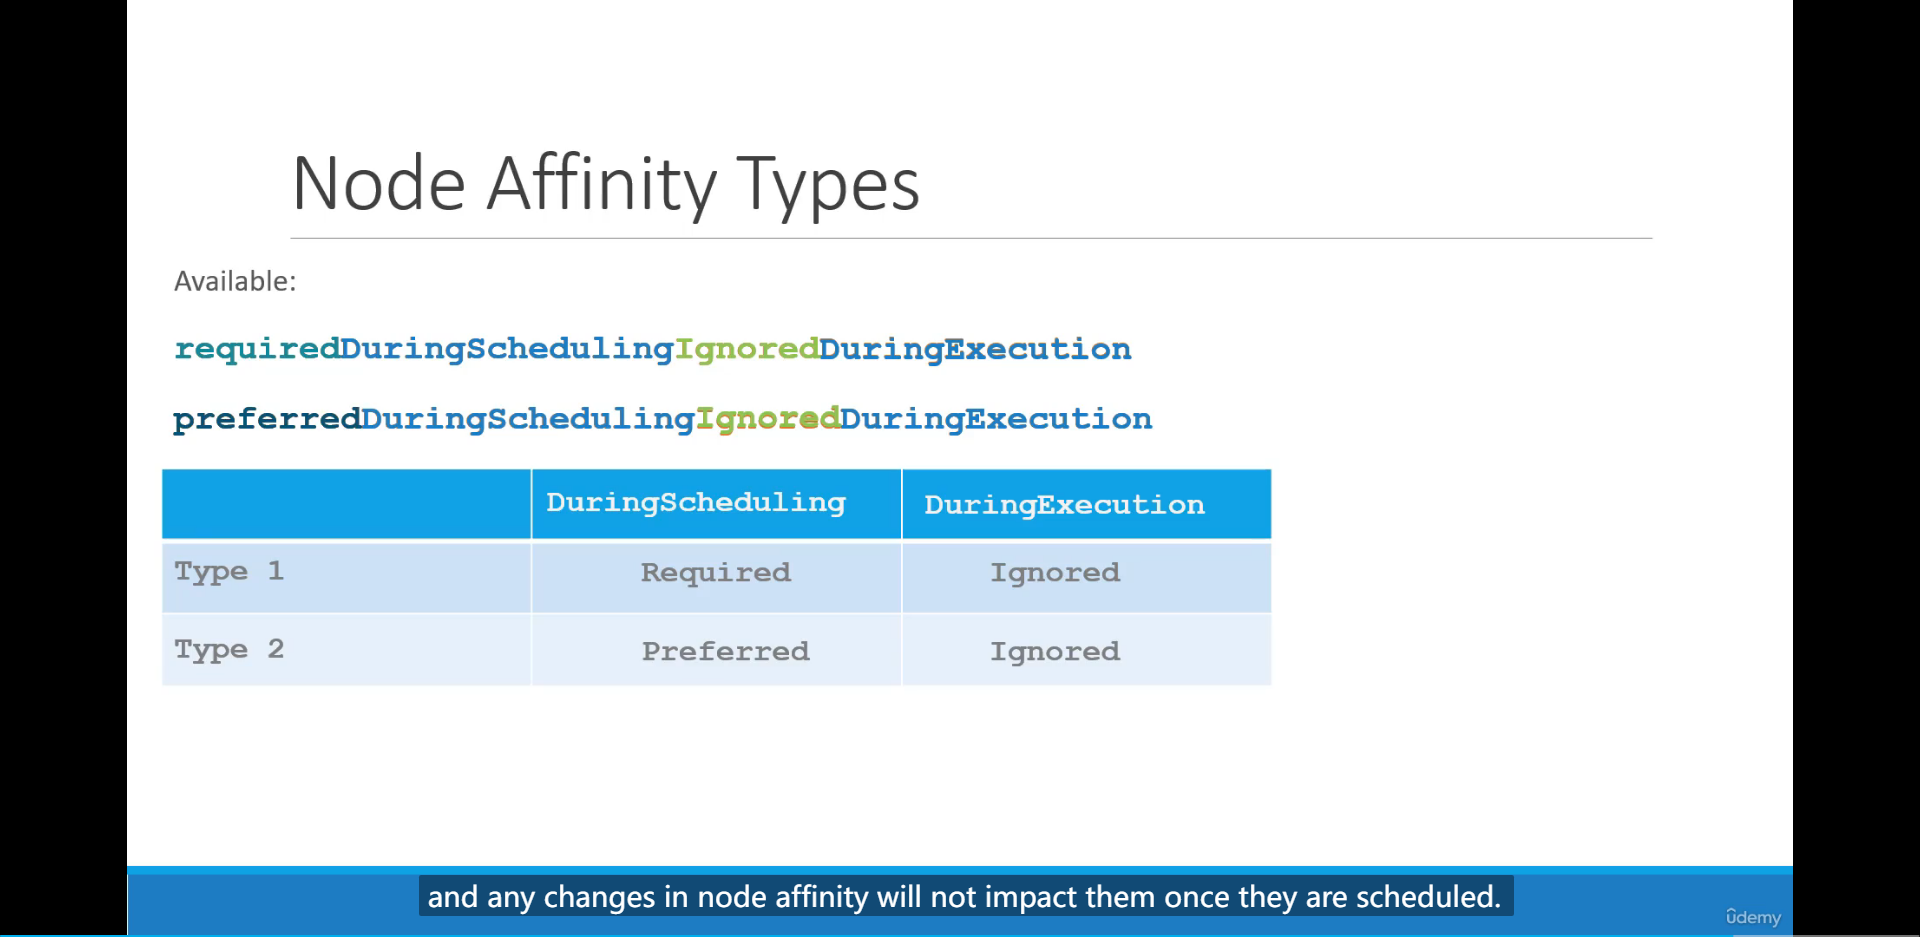 Node Affinity Types
Available:
requiredDuringSchedulingIgnoredDuringExecution
preferredDuringSchedulingIgnoredDuringExecution
DuringScheduling DuringExecution
Type 1 Required Ignored
Type 2 Preferred Ignored
and any changes in node affinity will not impact them once they are scheduled.
ûdemy